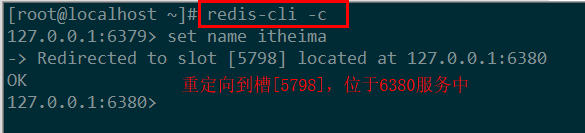 [root@localhost ~]# redis-cli -c
127.0.0.1:6379> set name itheima
-> Redirected to slot [5798] located at 127.0.0.1:6380
OK
重定向到槽[5798]，位于6380服务中
127.0.0.1:6380>